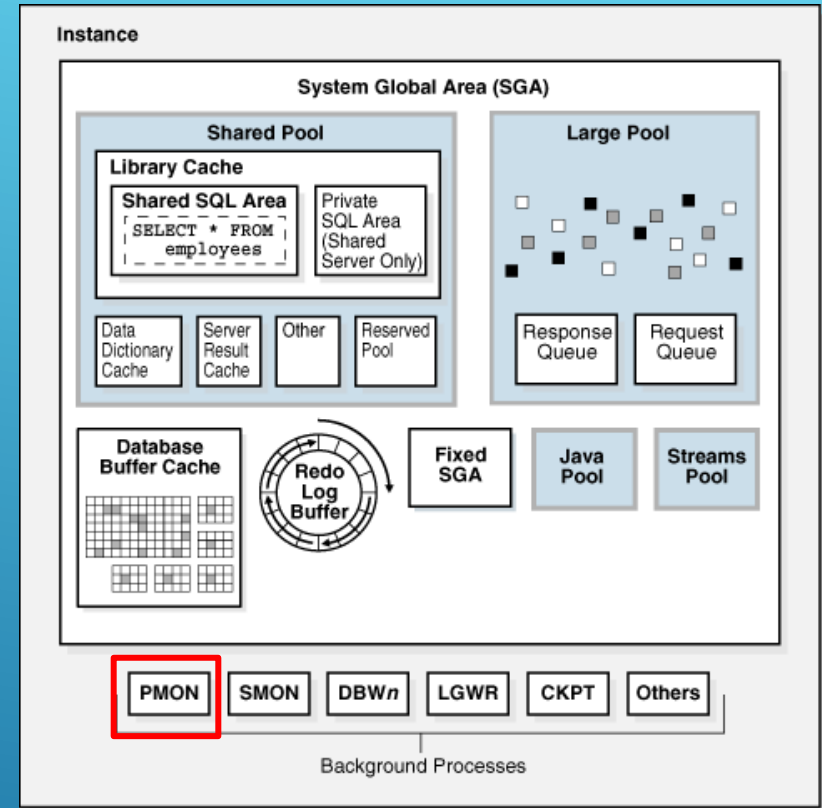 Instance
System Global Area (SGA)
Shared Pool
Library Cache
Shared SQL Area
SELECT * FROM
employees
Private
SQL Area
(Shared
Server Only)
Data
Dictionary
Cache
Server
Result
Cache
Other
Reserved
Pool
Large Pool
Response
Queue
Request
Queue
Database
Buffer Cache
Redo
Log
Buffer
Fixed
SGA
Java
Pool
Streams
Pool
PMON
SMON
DBWn
LGWR
CKPT
Others
Background Processes